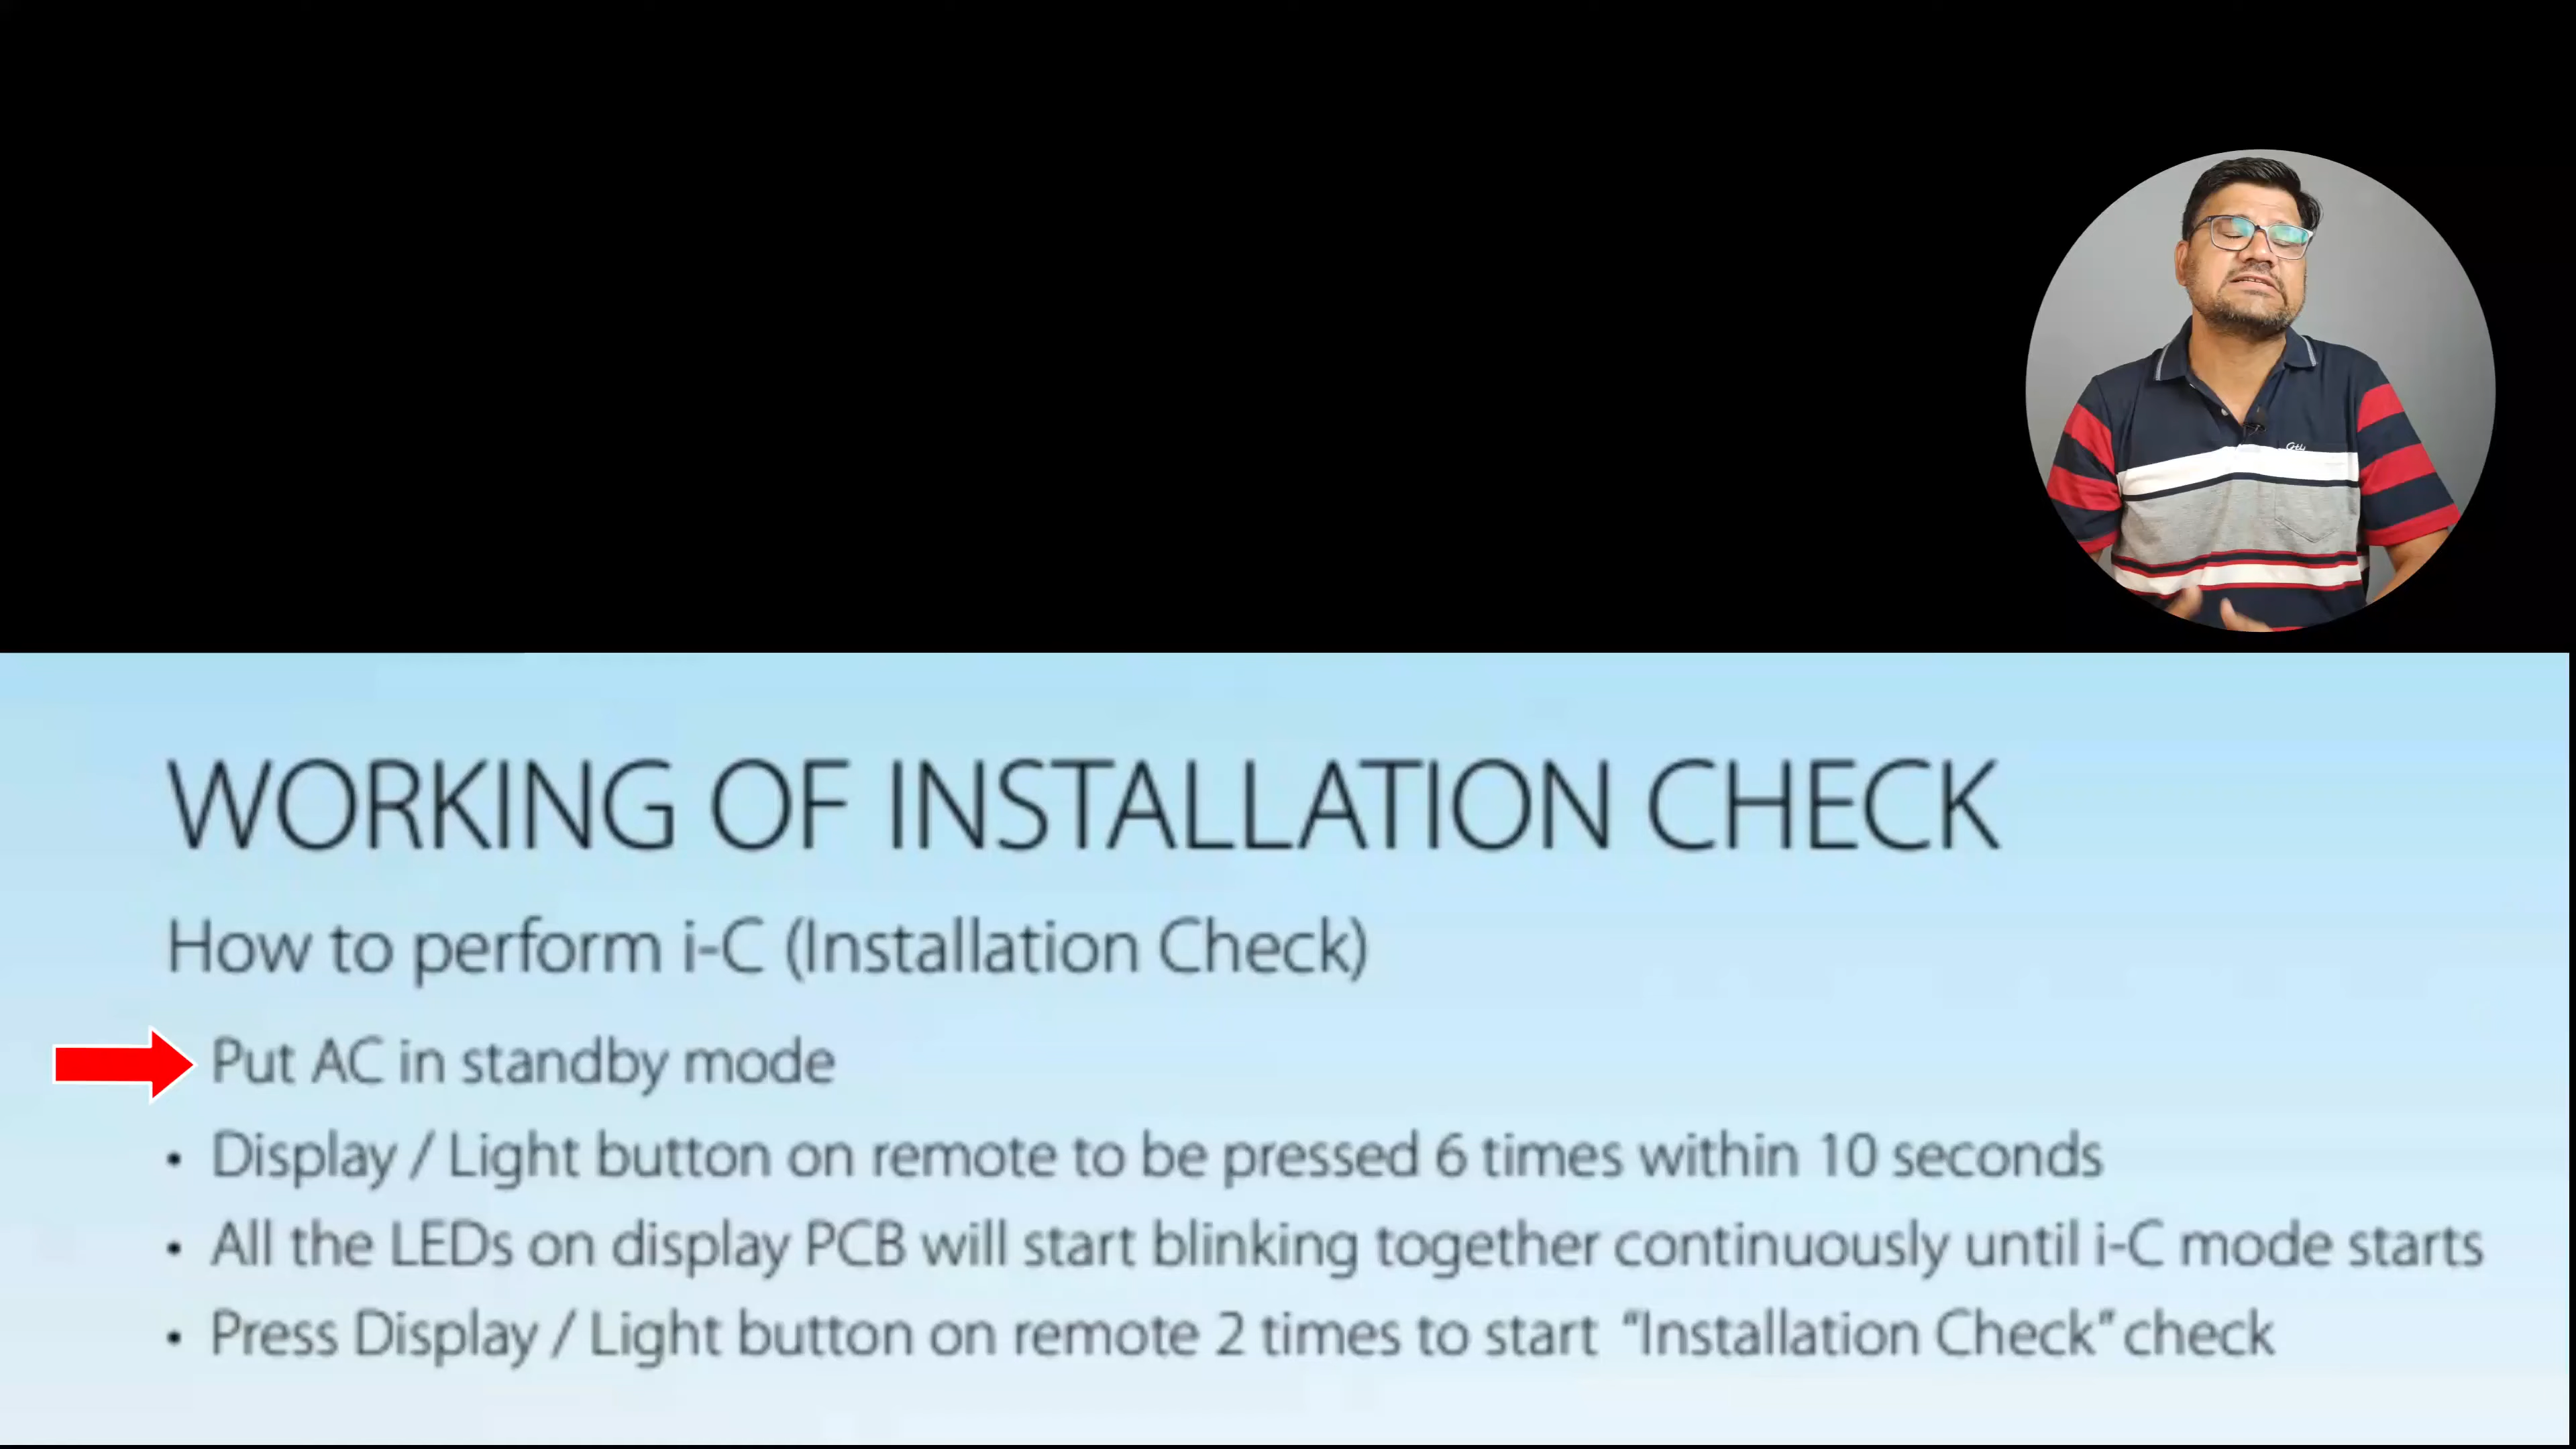 WORKING OF INSTALLATION CHECK
How to perform i-C (Installation Check)
Put AC in standby mode
• Display / Light button on remote to be pressed 6 times within 10 seconds
• All the LEDs on display PCB will start blinking together continuously until i-C mode starts
• Press Display / Light button on remote 2 times to start “Installation Check” check